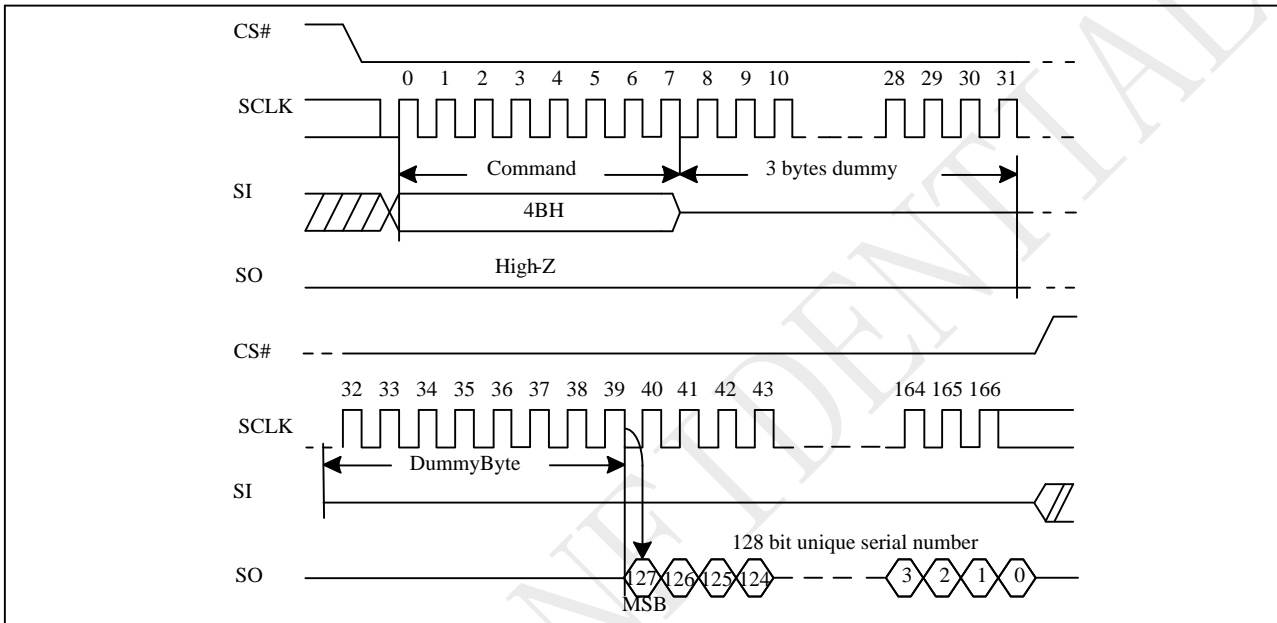 CS#
0 1 2 3 4 5 6 7 8 9 10 28 29 30 31
SCLK
Command 3 bytes dummy
SI
4BH
High-Z
SO
CS#
32 33 34 35 36 37 38 39 40 41 42 43 164 165 166
SCLK
DummyByte
SI
128 bit unique serial number
SO 127 126 125 124 3 2 1 0
MSB
NFIDENTIAL